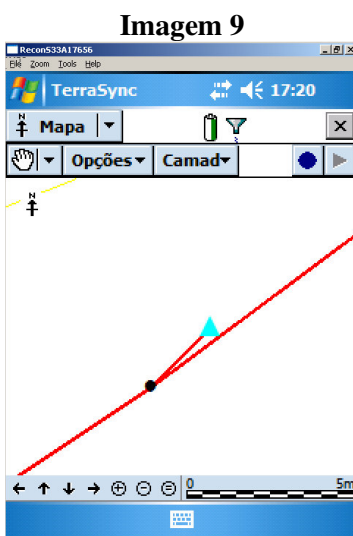 Imagem 9
Recon533A17656
File Zoom Tools Help
TerraSync 17:20
N Mapa
Opções Camad
N
0 5m